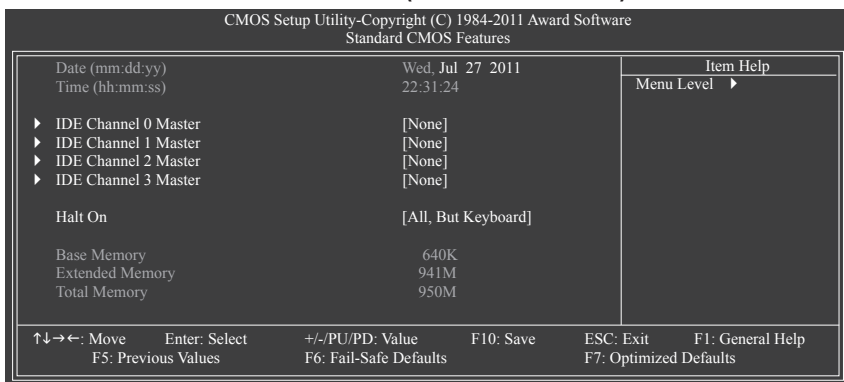 CMOS Setup Utility-Copyright (C) 1984-2011 Award Software
Standard CMOS Features
Date (mm:dd:yy) Wed, Jul 27 2011
Time (hh:mm:ss) 22:31:24
IDE Channel 0 Master [None]
IDE Channel 1 Master [None]
IDE Channel 2 Master [None]
IDE Channel 3 Master [None]
Halt On [All, But Keyboard]
Base Memory 640K
Extended Memory 941M
Total Memory 950M
Item Help
Menu Level
↑↓→←: Move Enter: Select +/-/PU/PD: Value F10: Save ESC: Exit F1: General Help
F5: Previous Values F6: Fail-Safe Defaults F7: Optimized Defaults